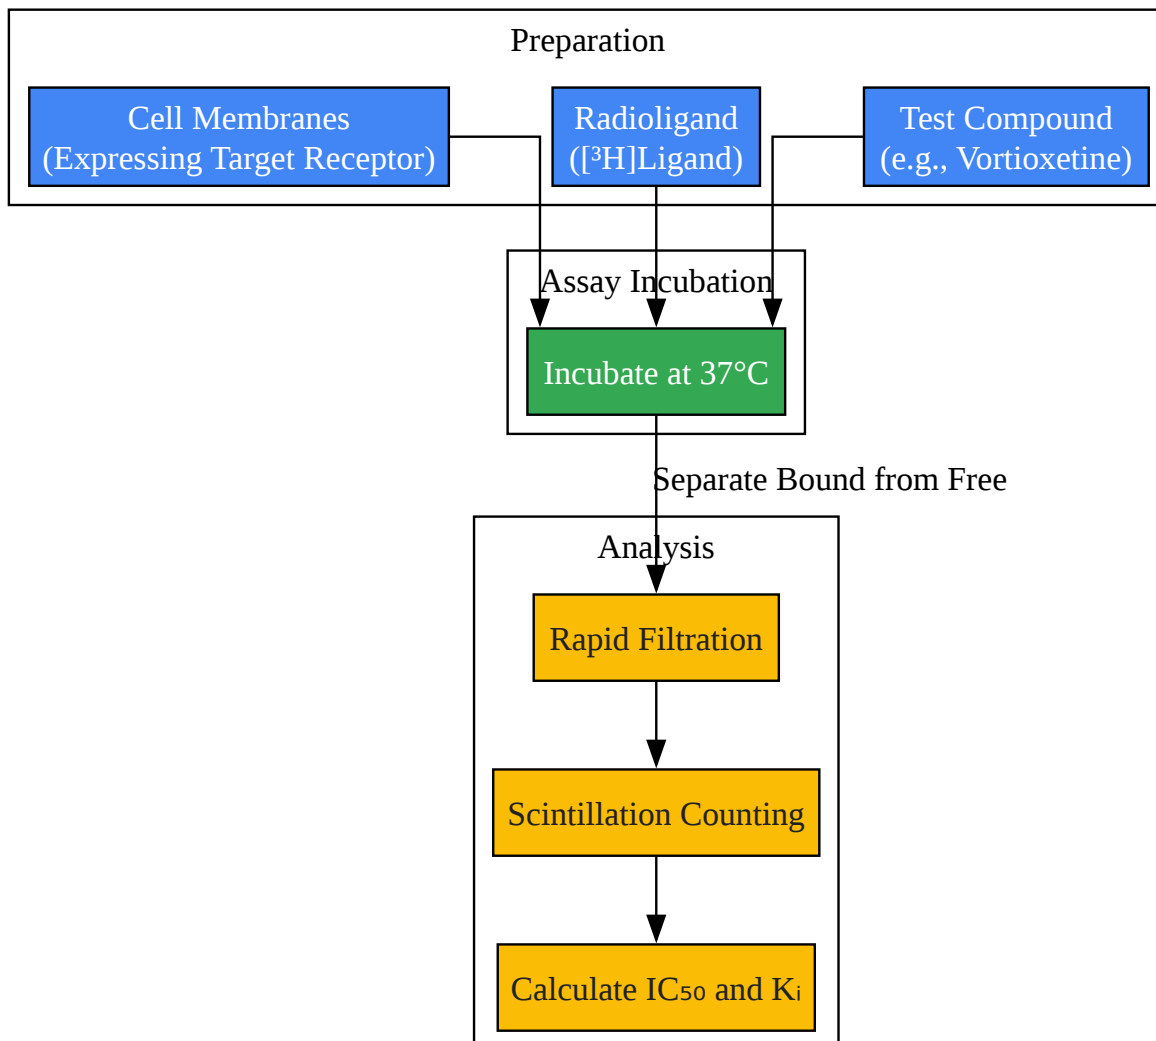 Preparation
Cell Membranes
(Expressing Target Receptor)
Radioligand
([³H]Ligand)
Test Compound
(e.g., Vortioxetine)
Assay Incubation
Incubate at 37°C
Separate Bound from Free
Analysis
Rapid Filtration
Scintillation Counting
Calculate IC₅₀ and Kᵢ